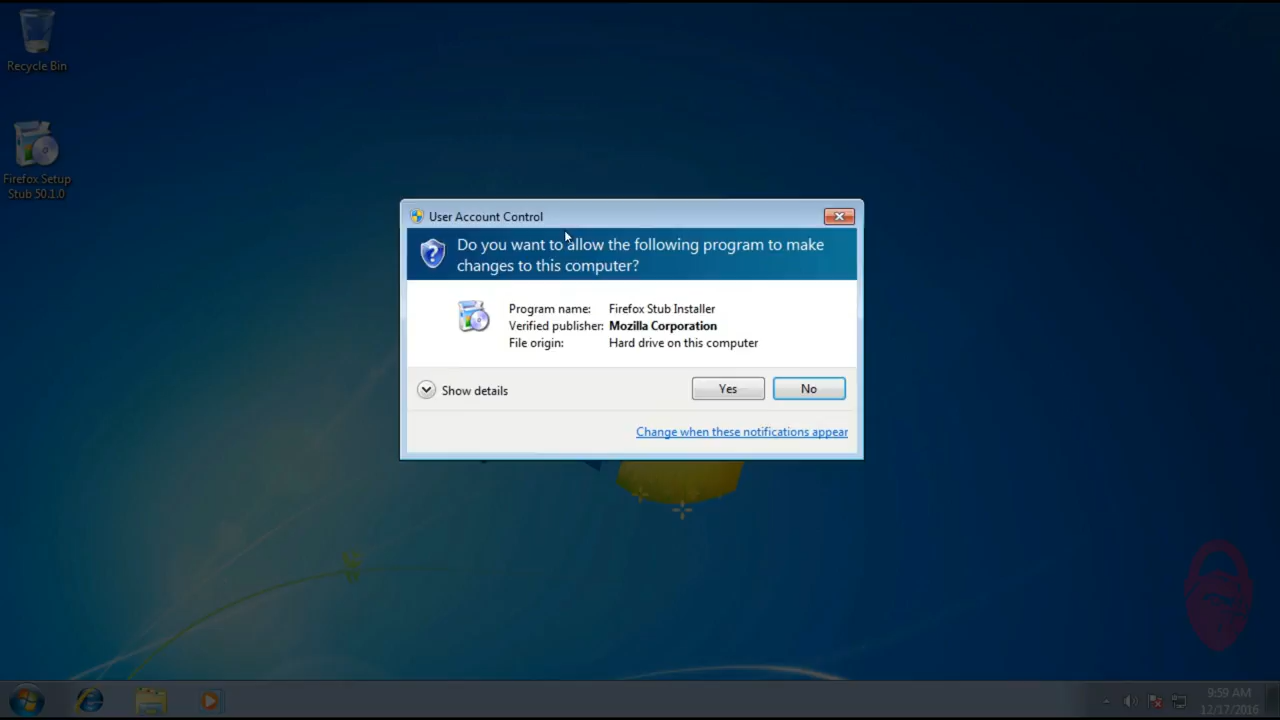 Recycle Bin
Firefox Setup
Stub 50.1.0
User Account Control
Do you want to allow the following program to make
changes to this computer?
Program name: Firefox Stub Installer
Verified publisher: Mozilla Corporation
File origin: Hard drive on this computer
Show details
Yes
No
Change when these notifications appear
9:59 AM
12/17/2016